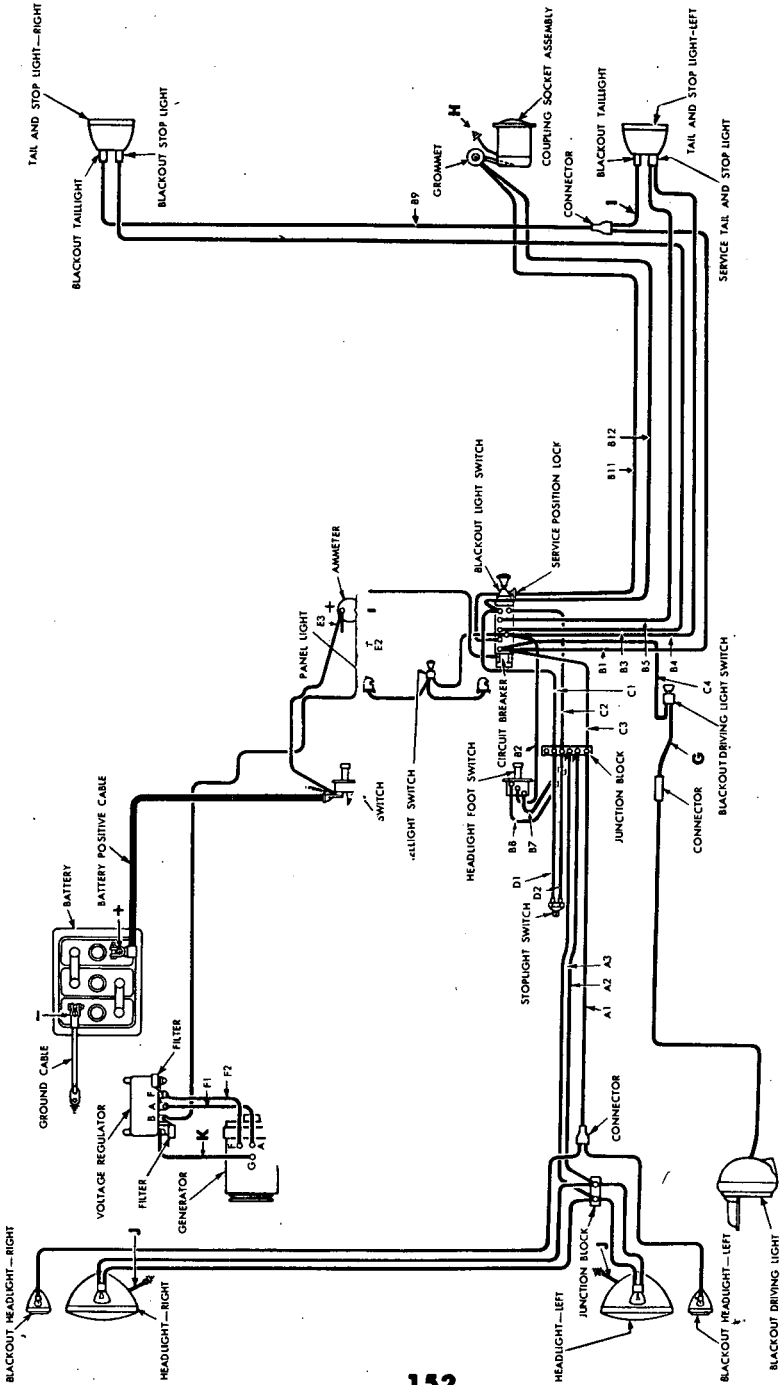 TAIL AND STOP LIGHT—RIGHT
BLACKOUT TAILLIGHT
BLACKOUT STOP LIGHT
H
COUPLING SOCKET ASSEMBLY
GROMMET
B9
CONNECTOR
I
BLACKOUT TAILLIGHT
TAIL AND STOP LIGHT-LEFT
SERVICE TAIL AND STOP LIGHT
B11
B12
BLACKOUT LIGHT SWITCH
SERVICE POSITION LOCK
AMMETER
+
−
E3
E2
PANEL LIGHT
CIRCUIT BREAKER
B1
B3
B5
B4
C4
C1
C2
C3
B2
BLACKOUT DRIVING LIGHT SWITCH
G
CONNECTOR
JUNCTION BLOCK
HEADLIGHT FOOT SWITCH
LIGHT SWITCH
SWITCH
B8
B7
D1
D2
STOPLIGHT SWITCH
A3
A2
A1
BATTERY
BATTERY POSITIVE CABLE
+
−
GROUND CABLE
VOLTAGE REGULATOR
FILTER
B A F
F1
F2
K
FILTER
GENERATOR
F
A
G
CONNECTOR
JUNCTION BLOCK
BLACKOUT HEADLIGHT—RIGHT
J
HEADLIGHT—RIGHT
J
HEADLIGHT—LEFT
BLACKOUT HEADLIGHT—LEFT
BLACKOUT DRIVING LIGHT
152